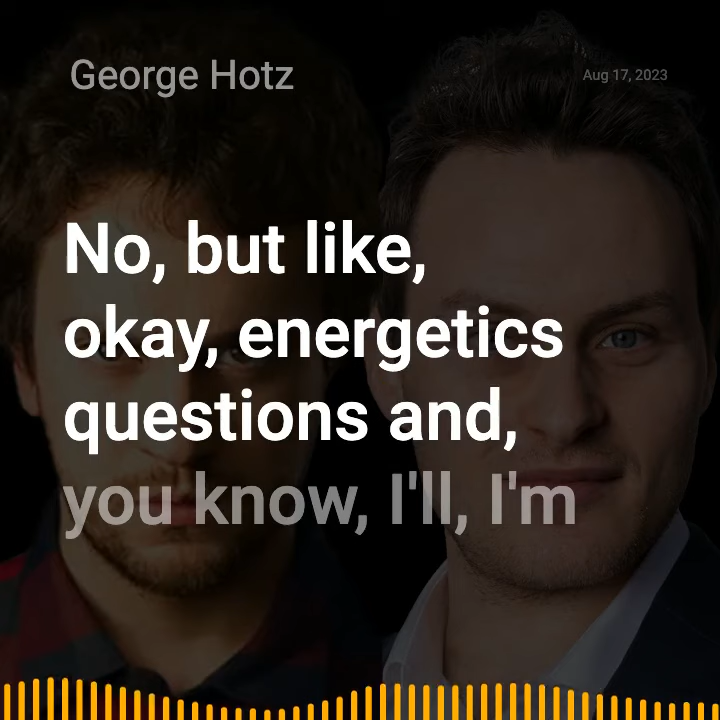 George Hotz
Aug 17, 2023
No, but like,
okay, energetics
questions and,
you know, I'll, I'm